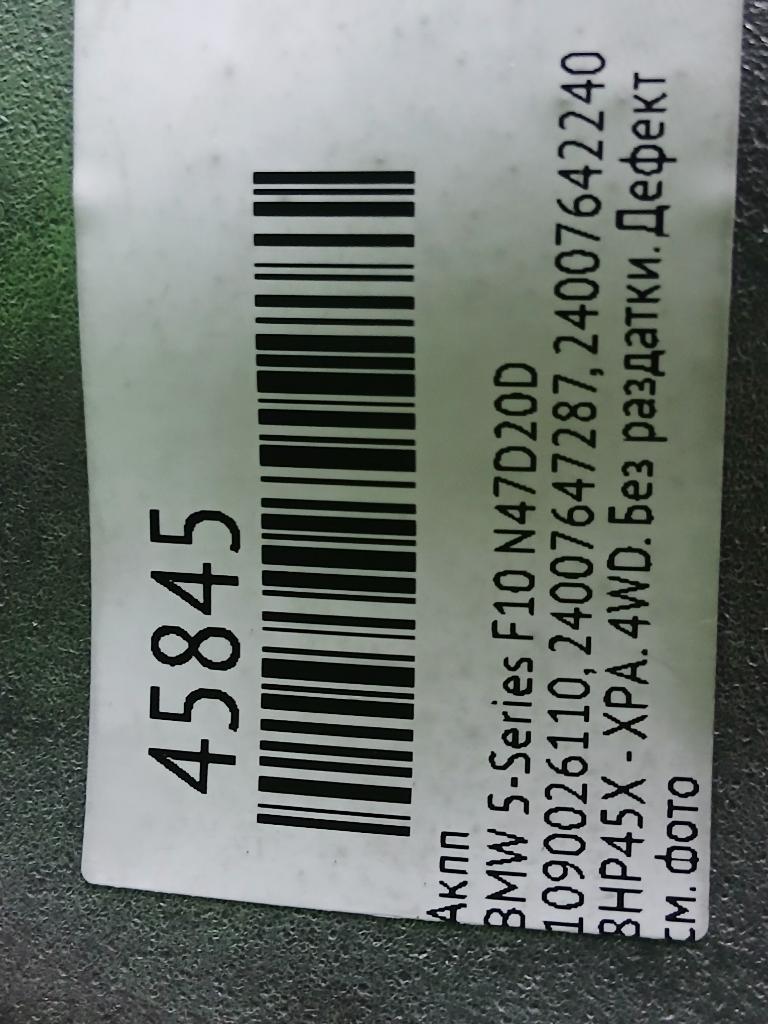 45845
Акпп
BMW 5-Series F10 N47D20D
1090026110, 24007647287, 24007642240
8HP45X - XPA. 4WD. Без раздатки. Дефект
см. фото